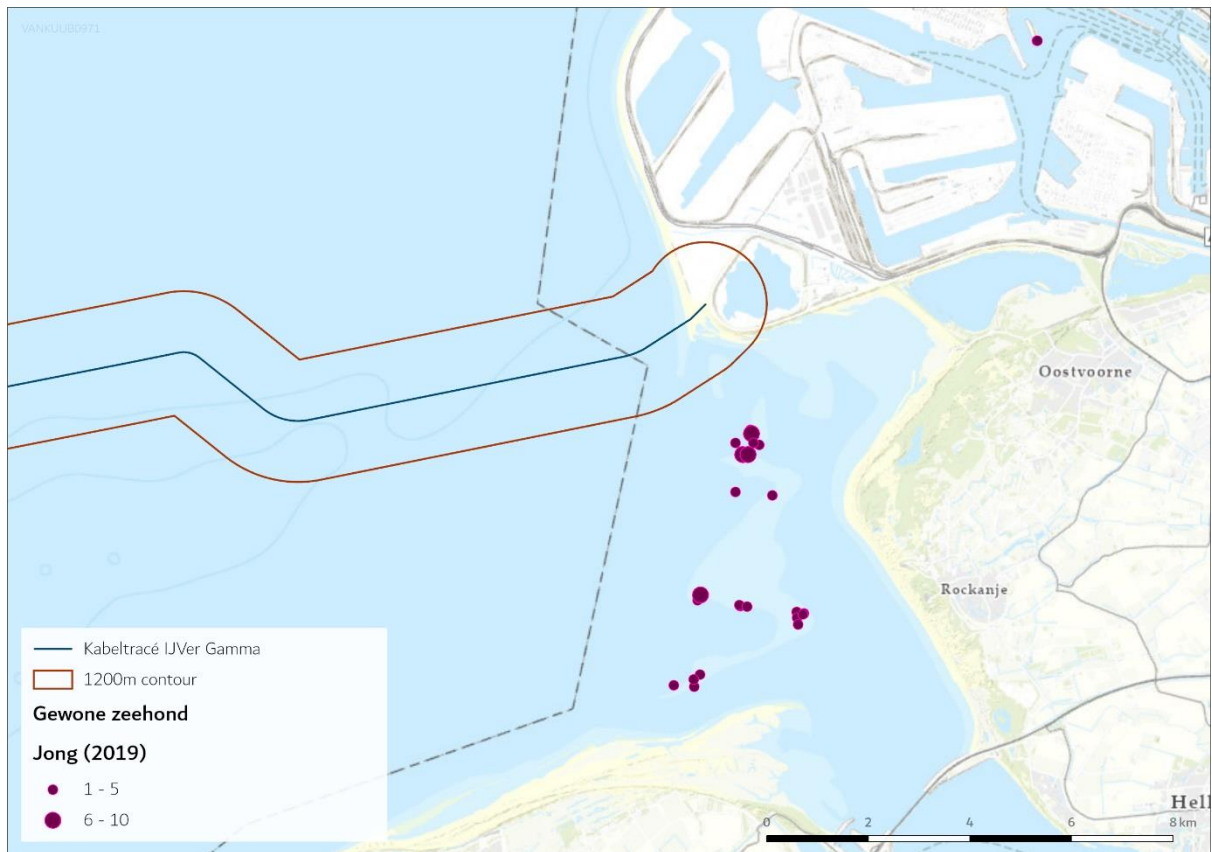 VANKUIJB0971
Oostvoorne
Rockanje
Hell
Kabeltracé IJVer Gamma
1200m contour
Gewone zeehond
Jong (2019)
1 - 5
6 - 10
0 2 4 6 8 km